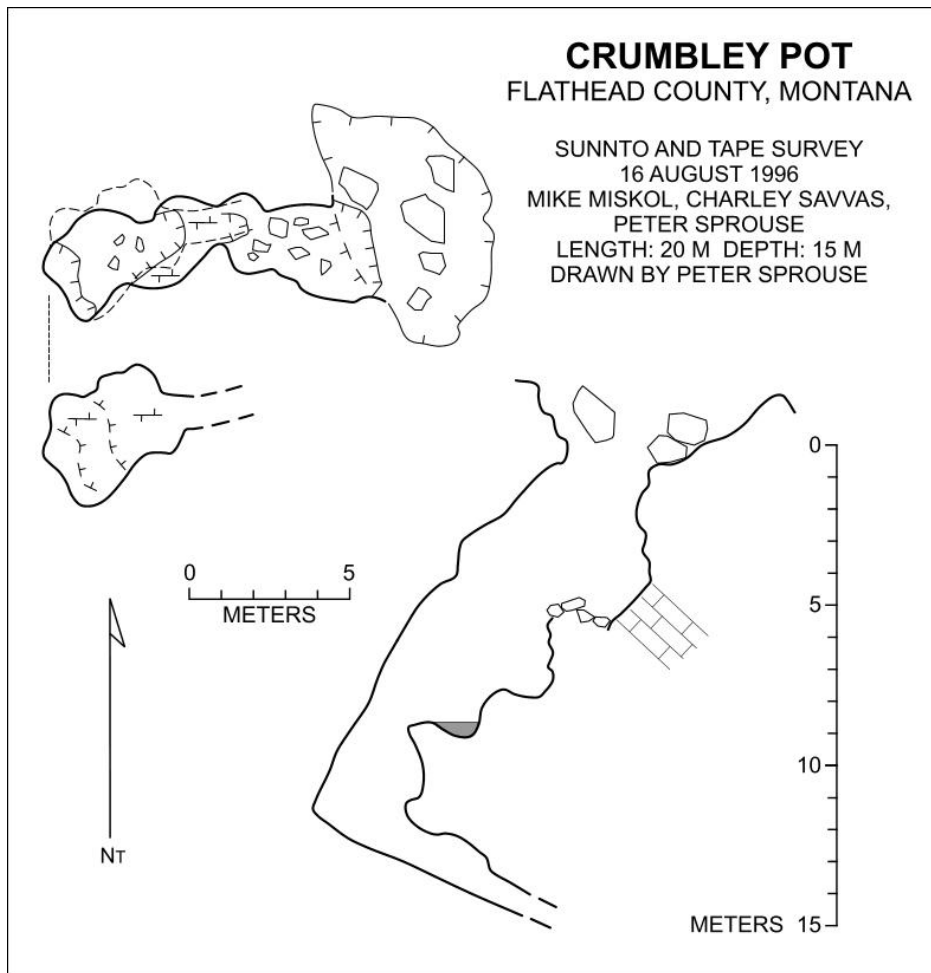 CRUMBLEY POT
FLATHEAD COUNTY, MONTANA
SUNNTO AND TAPE SURVEY
16 AUGUST 1996
MIKE MISKOL, CHARLEY SAVVAS,
PETER SPROUSE
LENGTH: 20 M DEPTH: 15 M
DRAWN BY PETER SPROUSE
0 5
METERS
NT
0
5
10
METERS 15